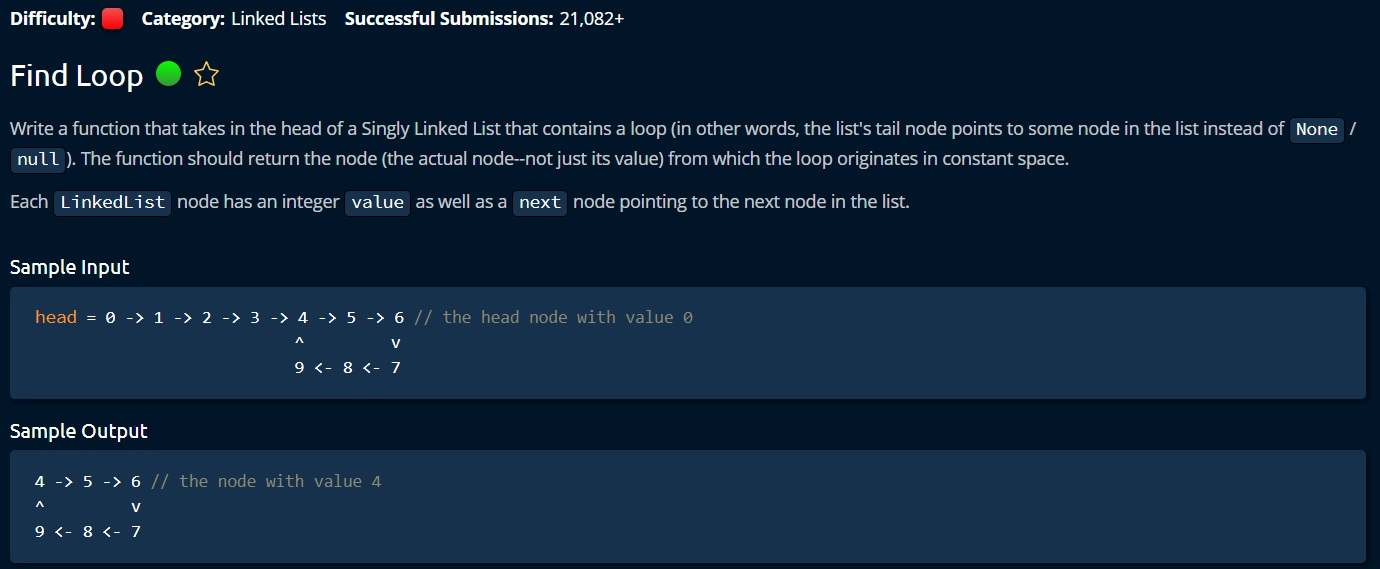 Difficulty: Category: Linked Lists Successful Submissions: 21,082+
Find Loop
Write a function that takes in the head of a Singly Linked List that contains a loop (in other words, the list's tail node points to some node in the list instead of None /
null ). The function should return the node (the actual node--not just its value) from which the loop originates in constant space.
Each LinkedList node has an integer value as well as a next node pointing to the next node in the list.
Sample Input
head = 0 -> 1 -> 2 -> 3 -> 4 -> 5 -> 6 // the head node with value 0
^ v
9 <- 8 <- 7
Sample Output
4 -> 5 -> 6 // the node with value 4
^ v
9 <- 8 <- 7